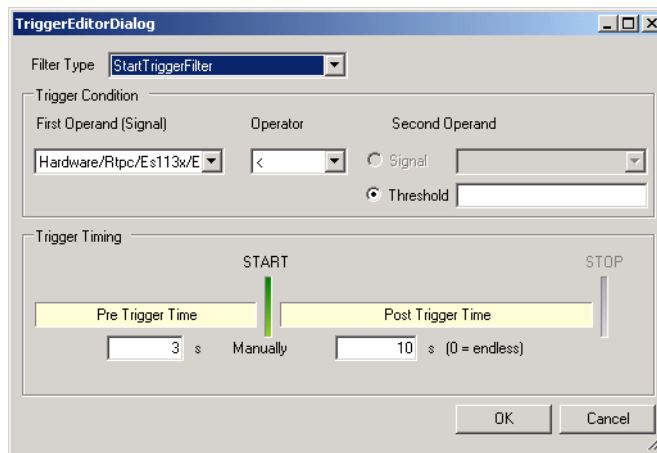 TriggerEditorDialog
Filter Type StartTriggerFilter
Trigger Condition
First Operand (Signal) Operator Second Operand
Hardware/Rtpc/Es113x/E < Signal
Threshold
Trigger Timing
START STOP
Pre Trigger Time Post Trigger Time
3 s Manually 10 s (0 = endless)
OK Cancel